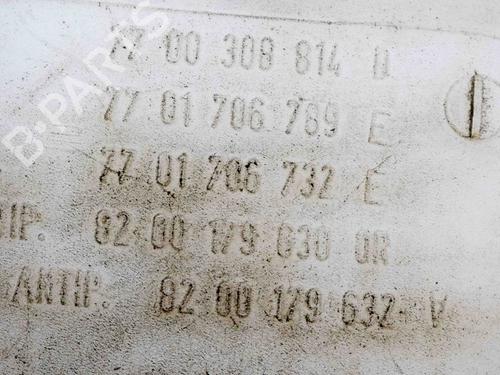 77 00 308 814 D
77 01 706 789 E
77 01 706 732 E
IP. 82 00 179 630 OR
ANTIP. 82 00 179 632 V
B-PARTS